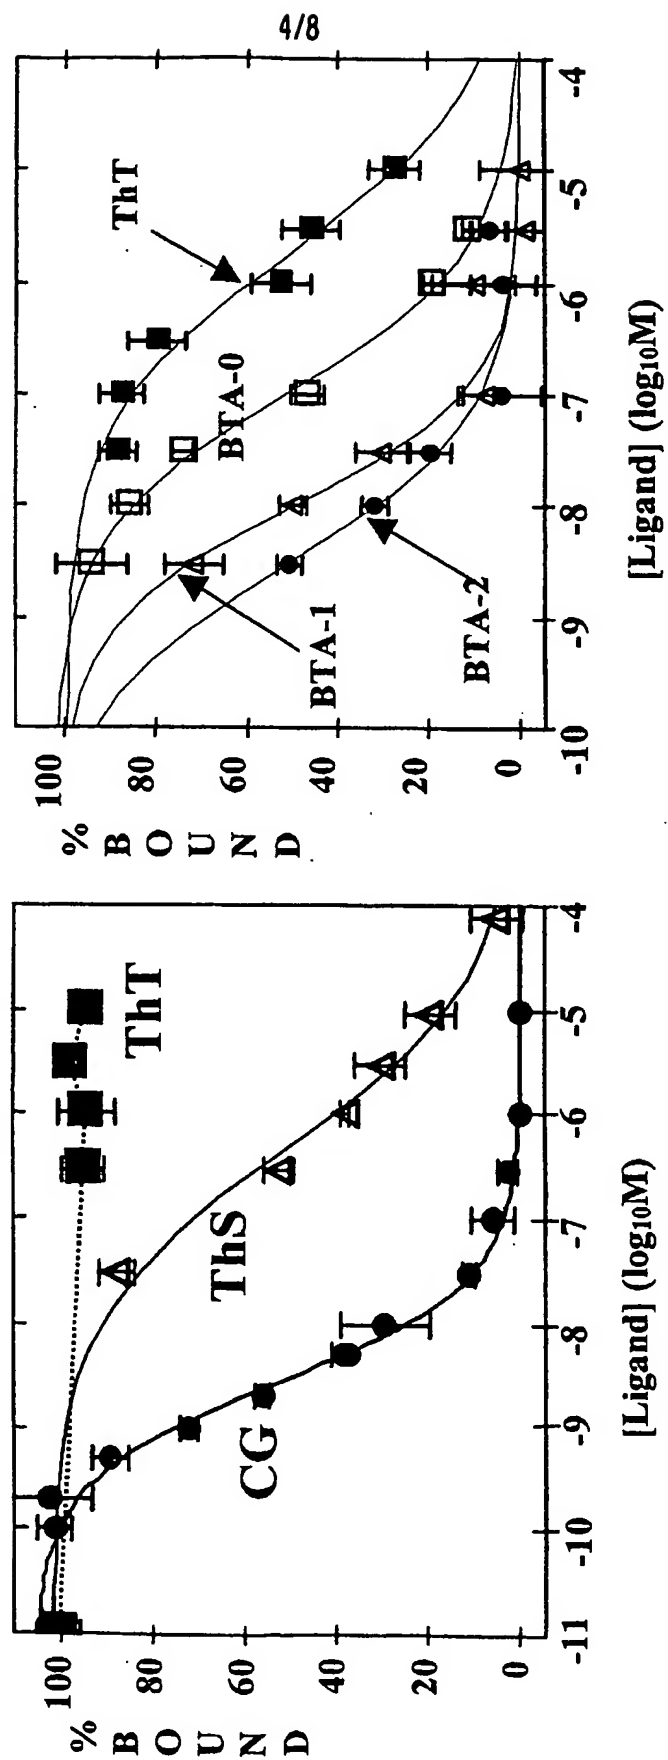 4/8
%
B
O
U
N
D
100
80
60
40
20
0
ThT
ThS
CG
-11 -10 -9 -8 -7 -6 -5 -4
[Ligand] (log10M)
%
B
O
U
N
D
100
80
60
40
20
0
ThT
BTA-0
BTA-1
BTA-2
-10 -9 -8 -7 -6 -5 -4
[Ligand] (log10M)